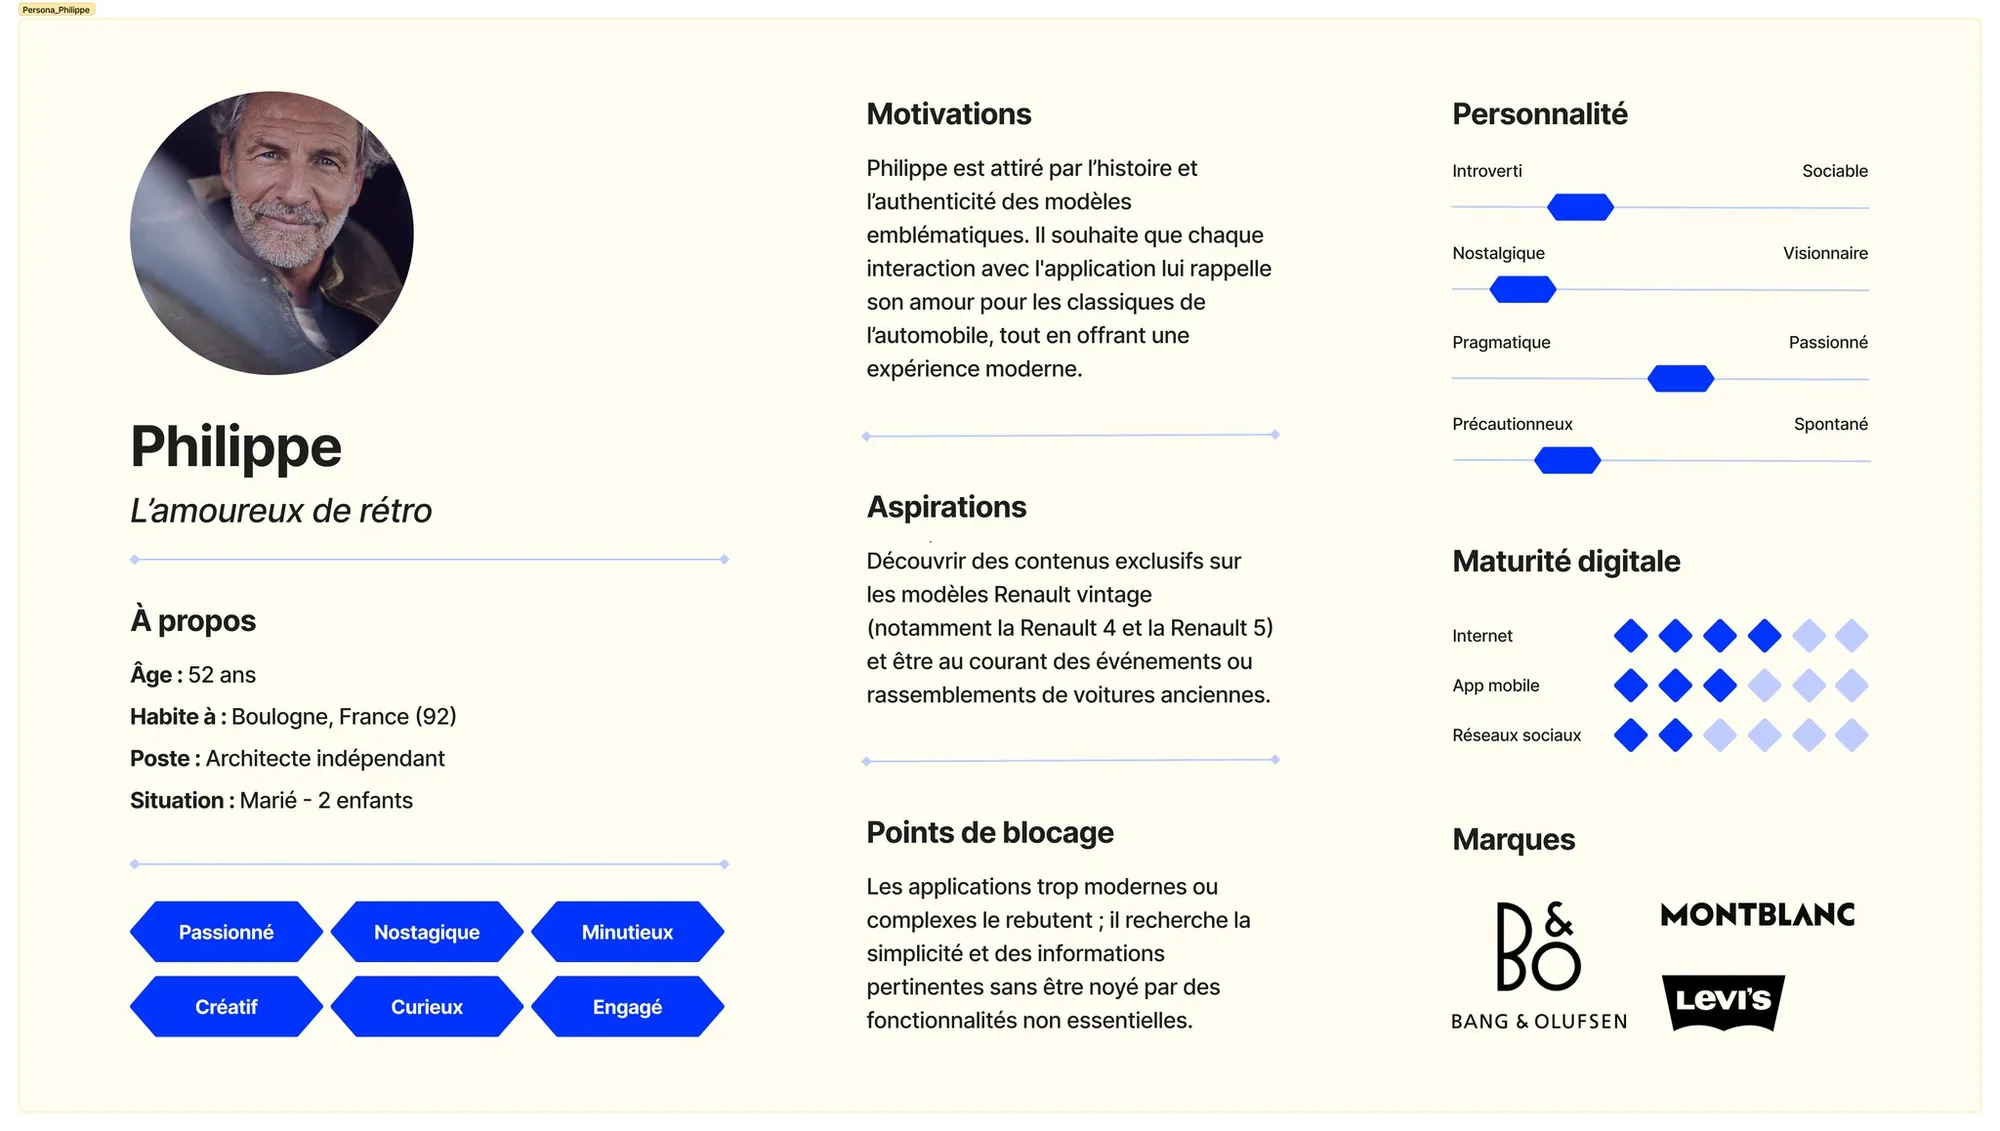 Persona_Philippe
Philippe
L’amoureux de rétro
À propos
Âge : 52 ans
Habite à : Boulogne, France (92)
Poste : Architecte indépendant
Situation : Marié - 2 enfants
Passionné
Nostagique
Minutieux
Créatif
Curieux
Engagé
Motivations
Philippe est attiré par l’histoire et
l’authenticité des modèles
emblématiques. Il souhaite que chaque
interaction avec l'application lui rappelle
son amour pour les classiques de
l’automobile, tout en offrant une
expérience moderne.
Aspirations
Découvrir des contenus exclusifs sur
les modèles Renault vintage
(notamment la Renault 4 et la Renault 5)
et être au courant des événements ou
rassemblements de voitures anciennes.
Points de blocage
Les applications trop modernes ou
complexes le rebutent ; il recherche la
simplicité et des informations
pertinentes sans être noyé par des
fonctionnalités non essentielles.
Personnalité
Introverti Sociable
Nostalgique Visionnaire
Pragmatique Passionné
Précautionneux Spontané
Maturité digitale
Internet
App mobile
Réseaux sociaux
Marques
B&O
BANG & OLUFSEN
MONTBLANC
LEVI'S